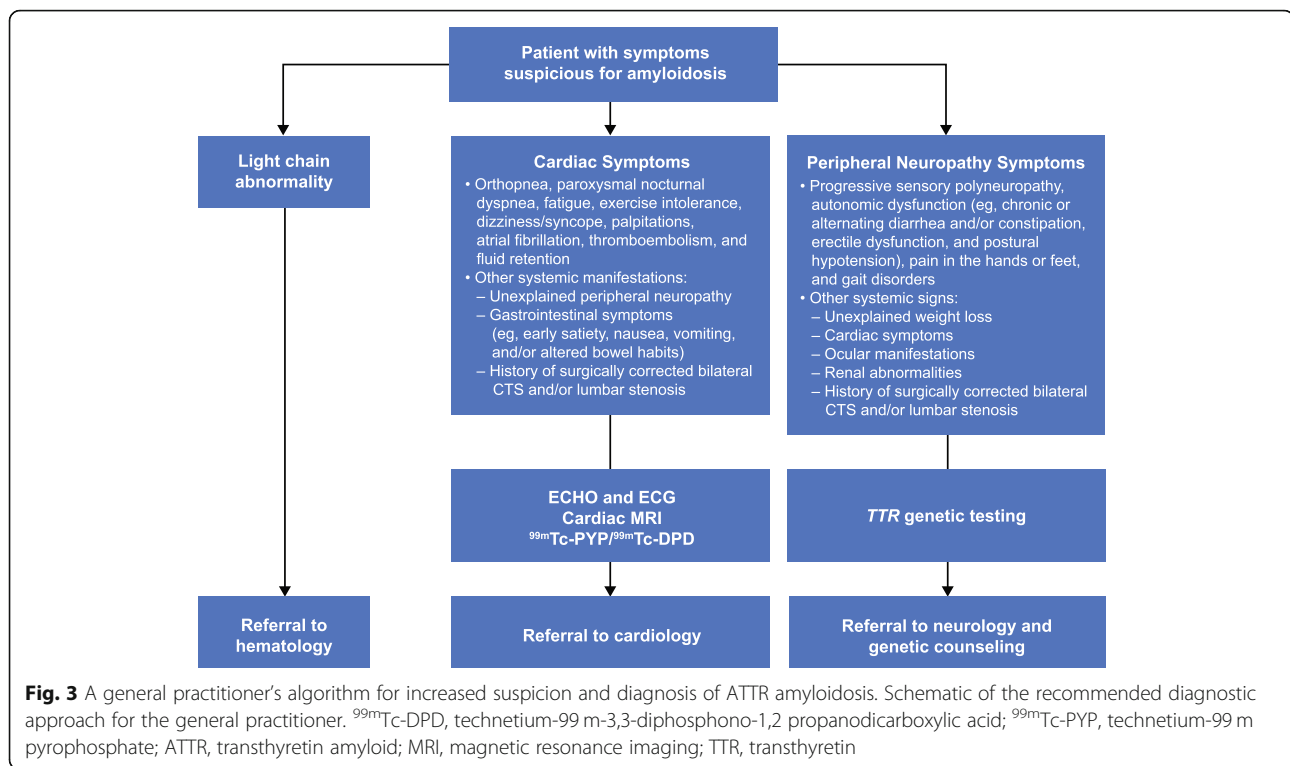 Patient with symptoms
suspicious for amyloidosis
Light chain
abnormality
Cardiac Symptoms
• Orthopnea, paroxysmal nocturnal
dyspnea, fatigue, exercise intolerance,
dizziness/syncope, palpitations,
atrial fibrillation, thromboembolism, and
fluid retention
• Other systemic manifestations:
– Unexplained peripheral neuropathy
– Gastrointestinal symptoms
(eg, early satiety, nausea, vomiting,
and/or altered bowel habits)
– History of surgically corrected bilateral
CTS and/or lumbar stenosis
Peripheral Neuropathy Symptoms
• Progressive sensory polyneuropathy,
autonomic dysfunction (eg, chronic or
alternating diarrhea and/or constipation,
erectile dysfunction, and postural
hypotension), pain in the hands or feet,
and gait disorders
• Other systemic signs:
– Unexplained weight loss
– Cardiac symptoms
– Ocular manifestations
– Renal abnormalities
– History of surgically corrected bilateral
CTS and/or lumbar stenosis
ECHO and ECG
Cardiac MRI
99mTc-PYP/99mTc-DPD
TTR genetic testing
Referral to
hematology
Referral to cardiology
Referral to neurology and
genetic counseling
Fig. 3 A general practitioner's algorithm for increased suspicion and diagnosis of ATTR amyloidosis. Schematic of the recommended diagnostic
approach for the general practitioner. 99mTc-DPD, technetium-99 m-3,3-diphosphono-1,2 propanodicarboxylic acid; 99mTc-PYP, technetium-99 m
pyrophosphate; ATTR, transthyretin amyloid; MRI, magnetic resonance imaging; TTR, transthyretin